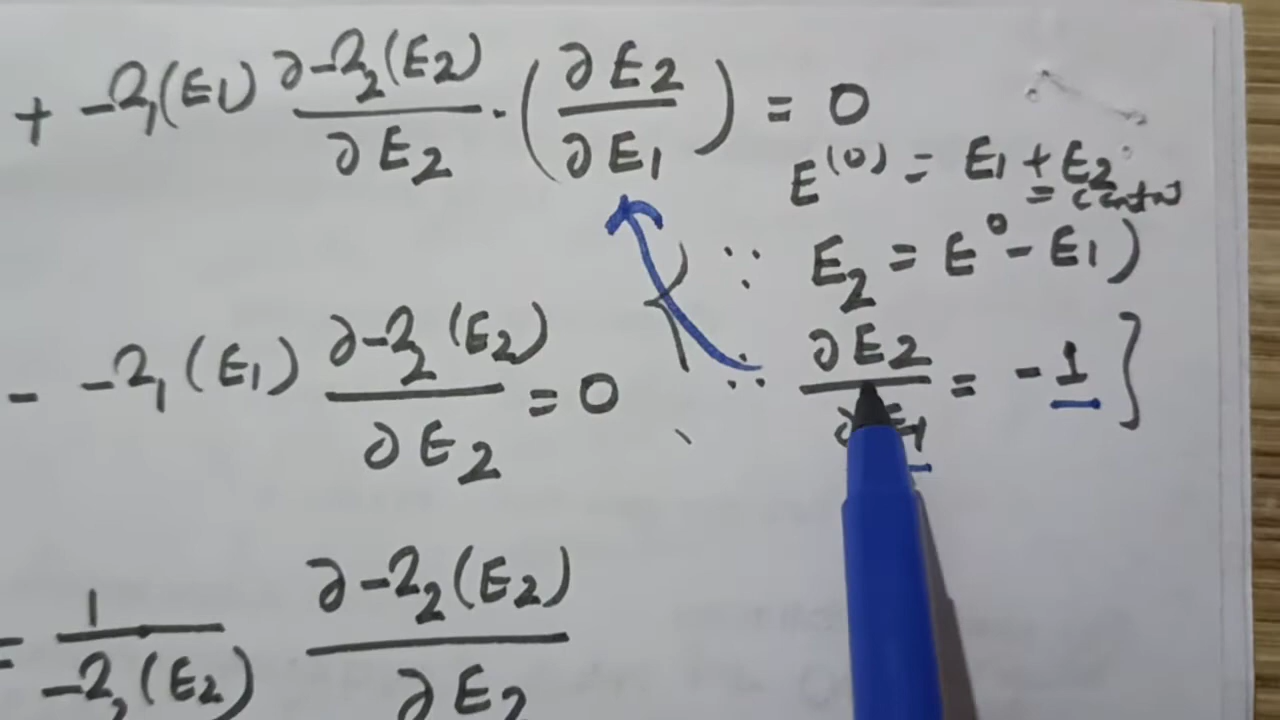 + Ω₁(E₁) ∂Ω₂(E₂)/∂E₂ · (∂E₂/∂E₁) = 0
E⁽⁰⁾ = E₁ + E₂
= Constant
∵ E₂ = E⁰ - E₁)
- Ω₁(E₁) ∂Ω₂(E₂)/∂E₂ = 0
∵ ∂E₂/∂E₁ = -1]
= 1/Ω₂(E₂) ∂Ω₂(E₂)/∂E₂